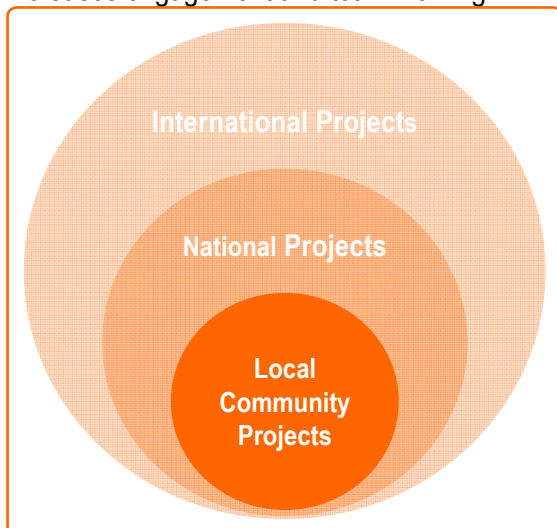 International Projects
National Projects
Local
Community
Projects